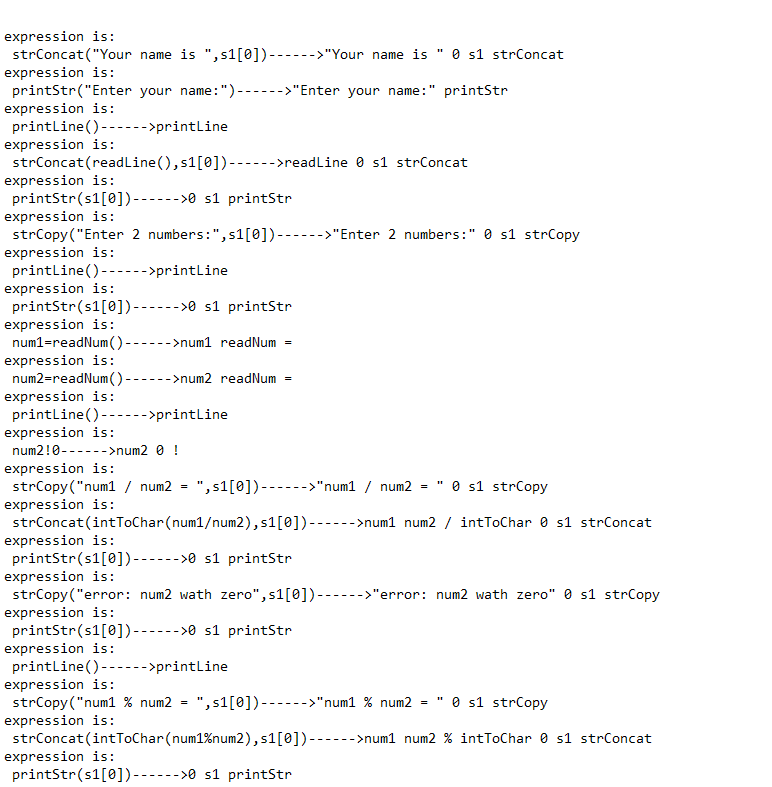 expression is:
strConcat("Your name is ",s1[0])------>"Your name is " 0 s1 strConcat
expression is:
printStr("Enter your name:")------>"Enter your name:" printStr
expression is:
printLine()------>printLine
expression is:
strConcat(readLine(),s1[0])------>readLine 0 s1 strConcat
expression is:
printStr(s1[0])------>0 s1 printStr
expression is:
strCopy("Enter 2 numbers:",s1[0])------>"Enter 2 numbers:" 0 s1 strCopy
expression is:
printLine()------>printLine
expression is:
printStr(s1[0])------>0 s1 printStr
expression is:
num1=readNum()------>num1 readNum =
expression is:
num2=readNum()------>num2 readNum =
expression is:
printLine()------>printLine
expression is:
num2!0------>num2 0 !
expression is:
strCopy("num1 / num2 = ",s1[0])------>"num1 / num2 = " 0 s1 strCopy
expression is:
strConcat(intToChar(num1/num2),s1[0])------>num1 num2 / intToChar 0 s1 strConcat
expression is:
printStr(s1[0])------>0 s1 printStr
expression is:
strCopy("error: num2 wath zero",s1[0])------>"error: num2 wath zero" 0 s1 strCopy
expression is:
printStr(s1[0])------>0 s1 printStr
expression is:
printLine()------>printLine
expression is:
strCopy("num1 % num2 = ",s1[0])------>"num1 % num2 = " 0 s1 strCopy
expression is:
strConcat(intToChar(num1%num2),s1[0])------>num1 num2 % intToChar 0 s1 strConcat
expression is:
printStr(s1[0])------>0 s1 printStr